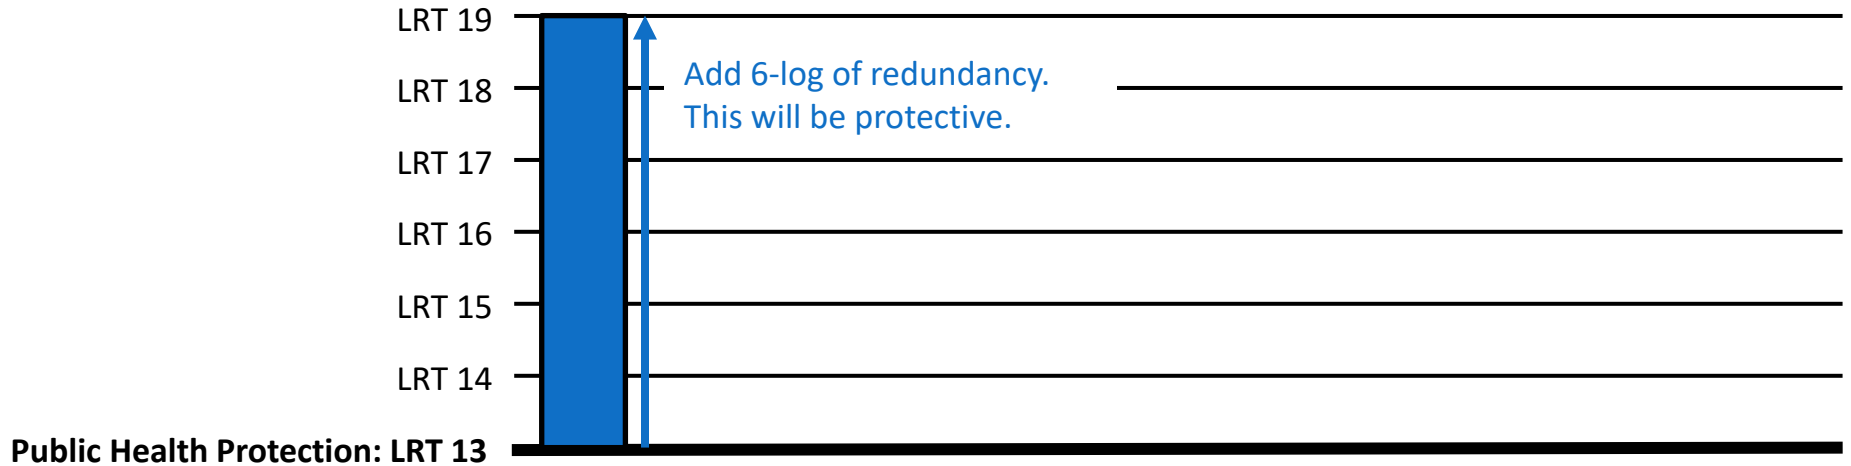 LRT 19
Add 6-log of redundancy.
LRT 18
This will be protective.
LRT 17
LRT 16
LRT 15
LRT 14
Public Health Protection: LRT 13